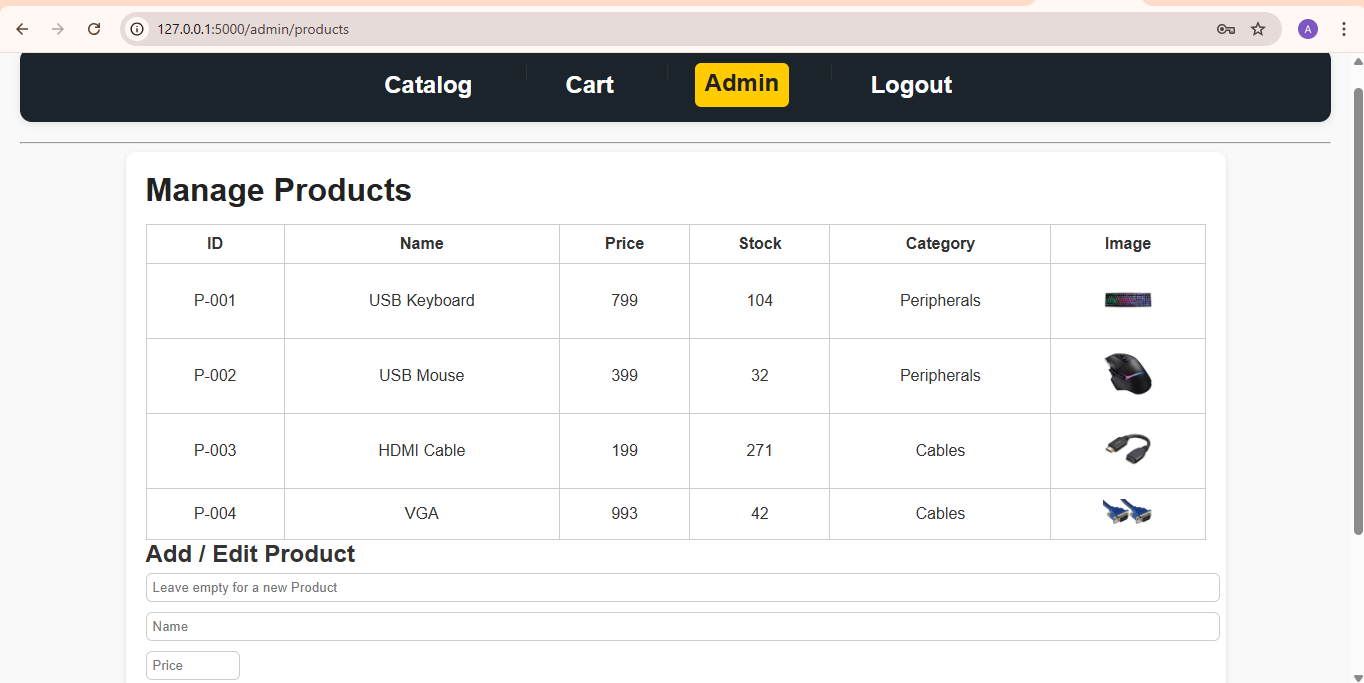 127.0.0.1:5000/admin/products
A
Catalog Cart Admin Logout
Manage Products
ID Name Price Stock Category Image
P-001 USB Keyboard 799 104 Peripherals
P-002 USB Mouse 399 32 Peripherals
P-003 HDMI Cable 199 271 Cables
P-004 VGA 993 42 Cables
Add / Edit Product
Leave empty for a new Product
Name
Price